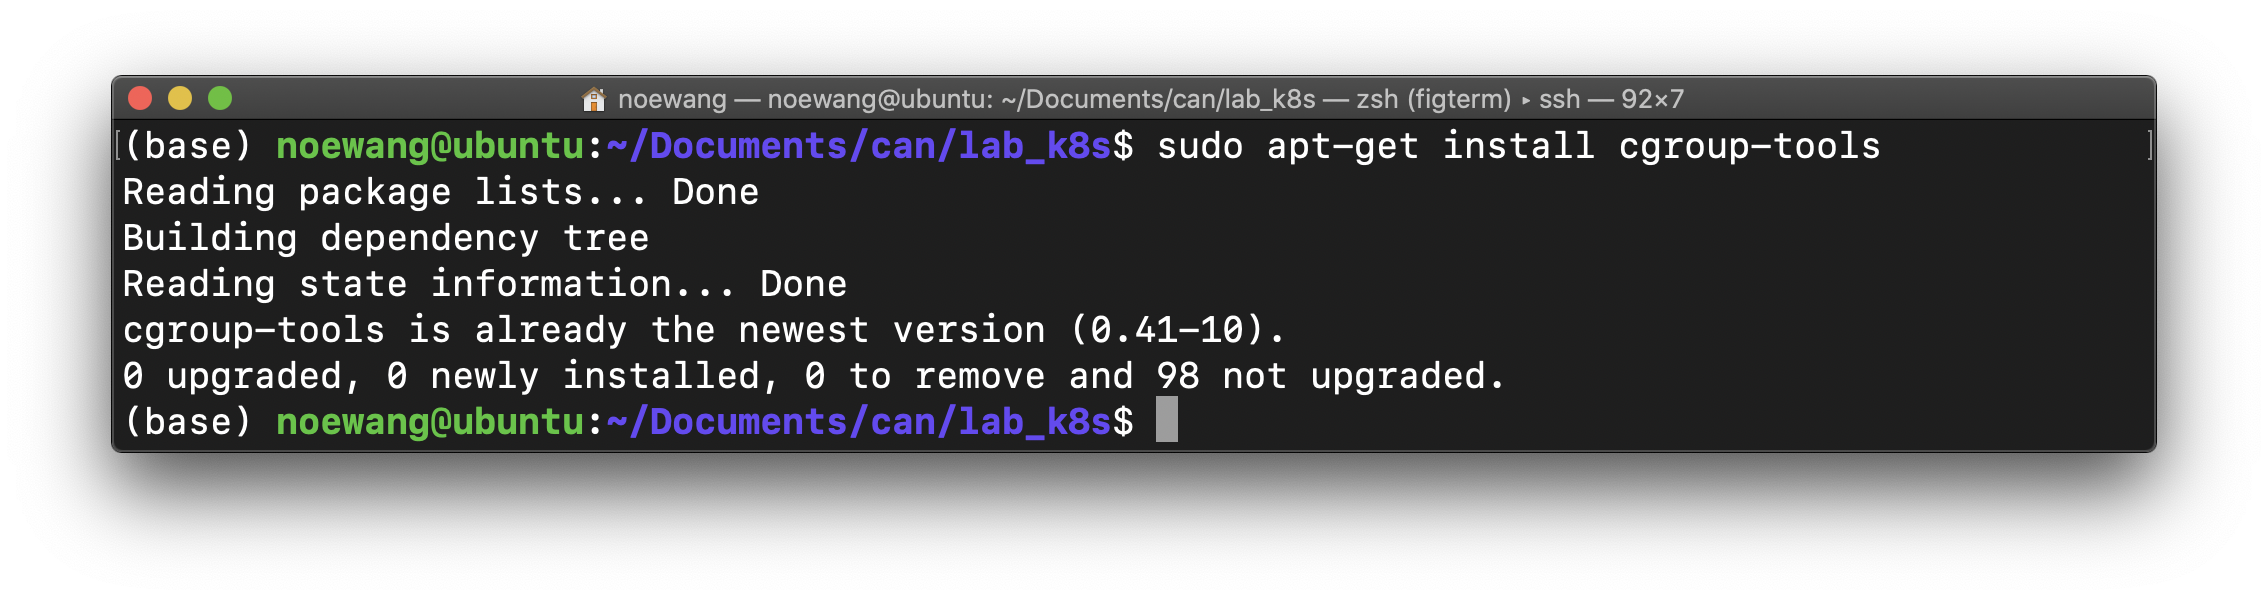 noewang — noewang@ubuntu: ~/Documents/can/lab_k8s — zsh (figterm) ▸ ssh — 92×7
(base) noewang@ubuntu:~/Documents/can/lab_k8s$ sudo apt-get install cgroup-tools
Reading package lists... Done
Building dependency tree
Reading state information... Done
cgroup-tools is already the newest version (0.41-10).
0 upgraded, 0 newly installed, 0 to remove and 98 not upgraded.
(base) noewang@ubuntu:~/Documents/can/lab_k8s$